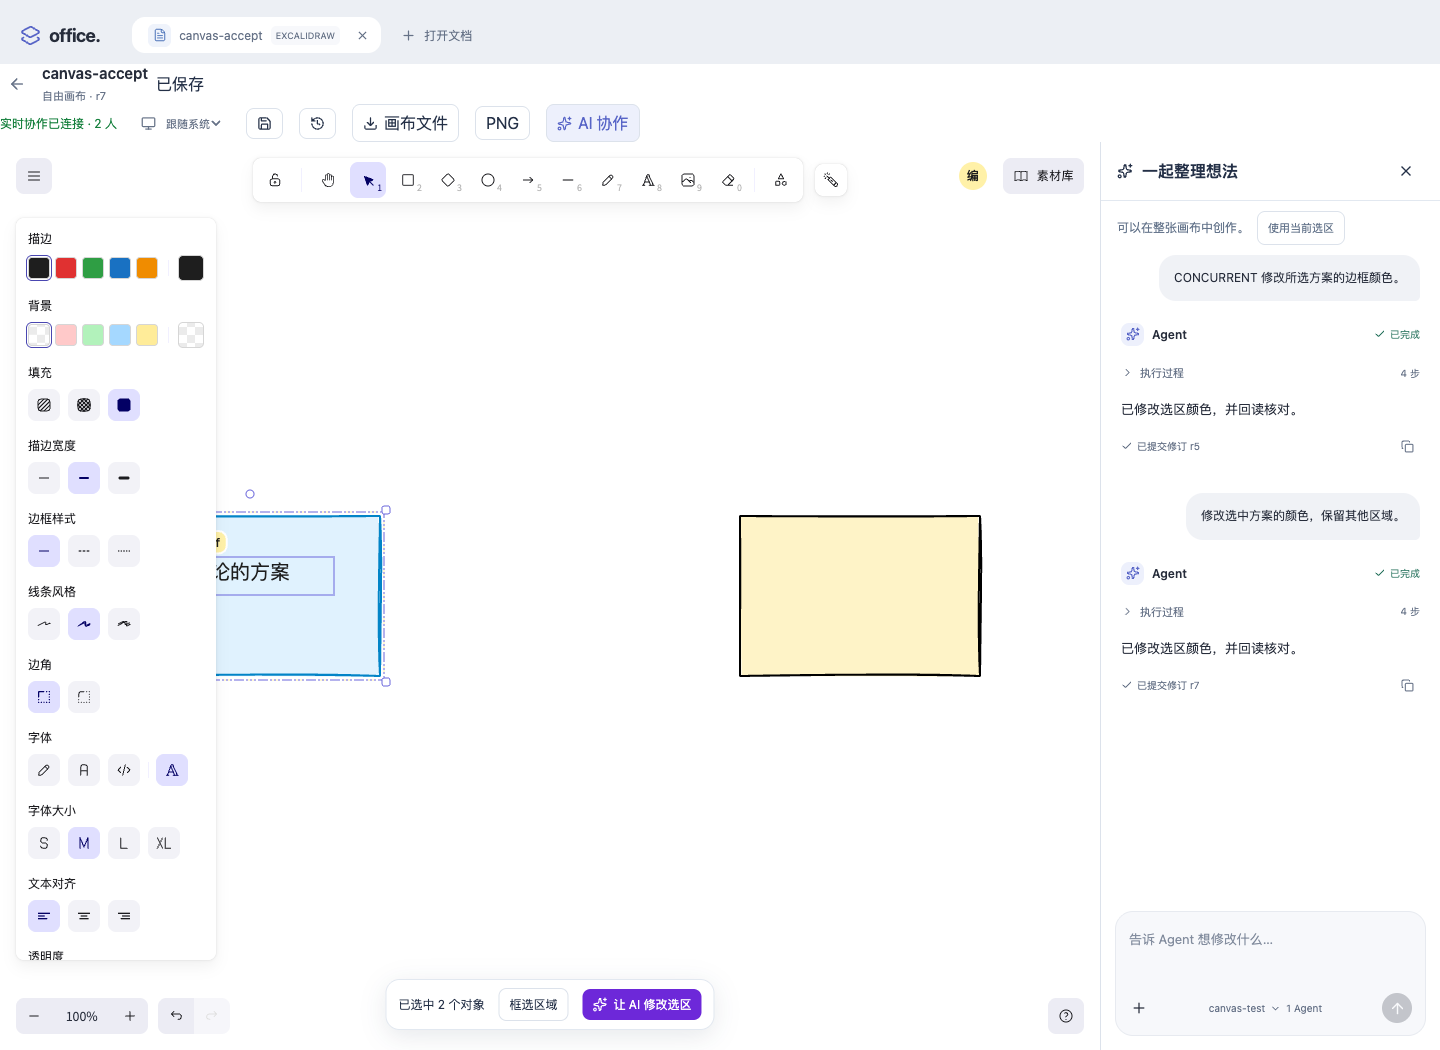 office.
canvas-accept EXCALIDRAW
打开文档
canvas-accept 已保存
自由画布 · r7
实时协作已连接 · 2 人 跟随系统 画布文件 PNG AI 协作
1 2 3 4 5 6 7 8 9 0
编 素材库
描边
背景
填充
描边宽度
边框样式
线条风格
边角
字体
字体大小
S M L XL
文本对齐
透明度
100%
f
论的方案
已选中 2 个对象 框选区域 让 AI 修改选区
一起整理想法
可以在整张画布中创作。 使用当前选区
CONCURRENT 修改所选方案的边框颜色。
Agent 已完成
执行过程 4 步
已修改选区颜色，并回读核对。
已提交修订 r5
修改选中方案的颜色，保留其他区域。
Agent 已完成
执行过程 4 步
已修改选区颜色，并回读核对。
已提交修订 r7
告诉 Agent 想修改什么...
canvas-test 1 Agent